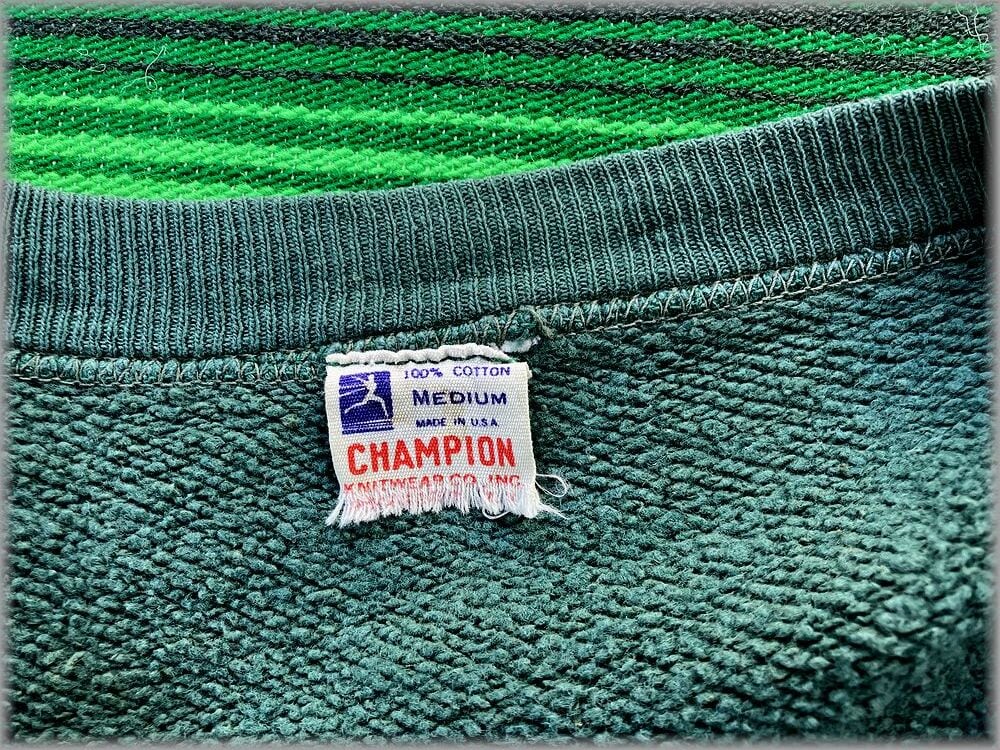 100% COTTON
MEDIUM
MADE IN U.S.A
CHAMPION
KNITWEAR CO. INC.